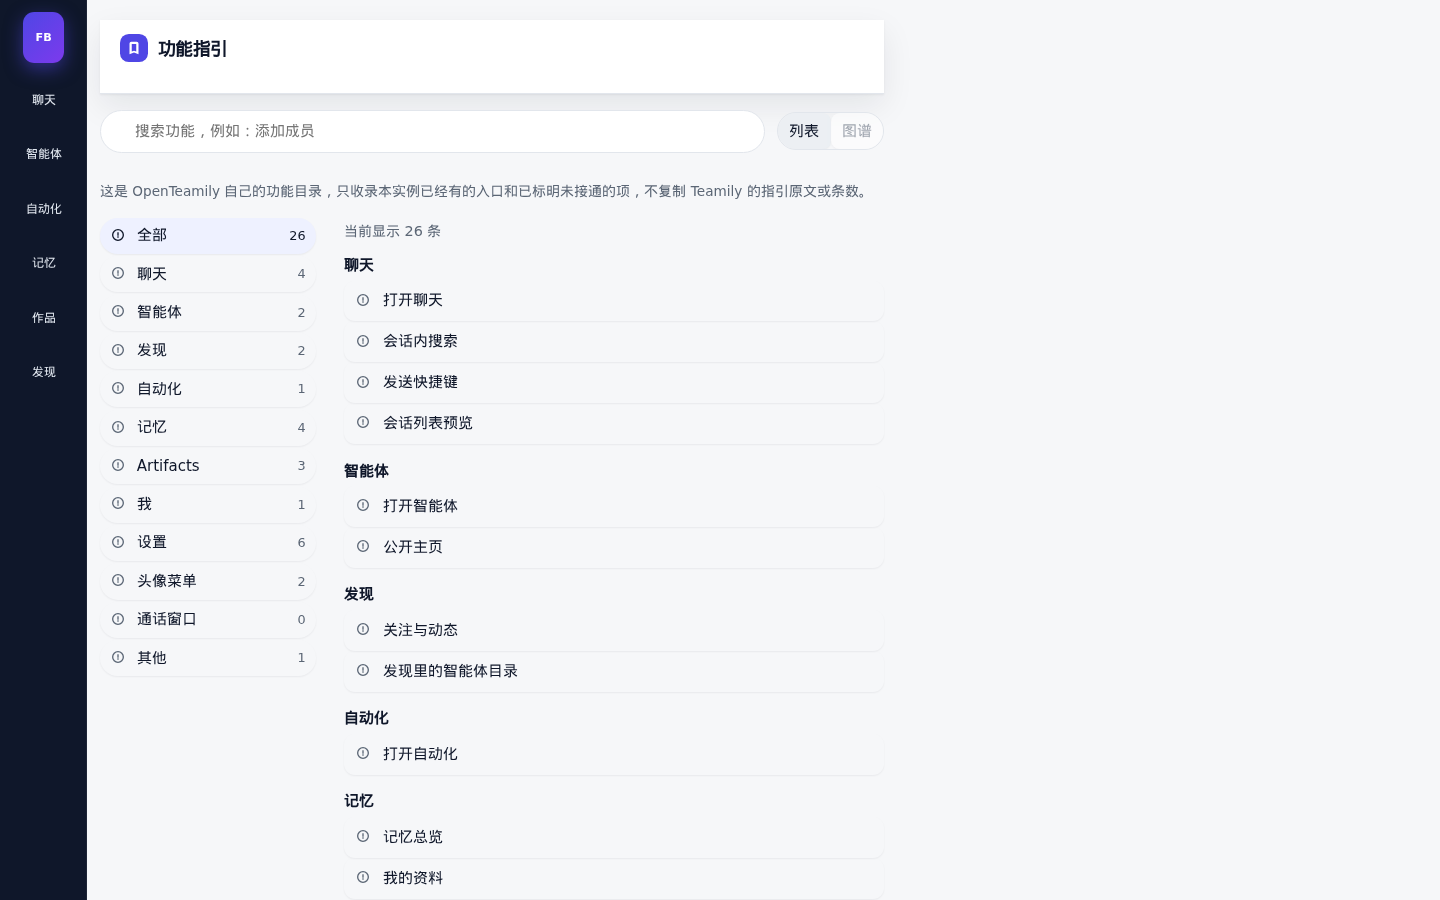 FB
聊天
智能体
自动化
记忆
作品
发现
功能指引
搜索功能，例如：添加成员
列表
图谱
这是 OpenTeamily 自己的功能目录，只收录本实例已经有的入口和已标明未接通的项，不复制 Teamily 的指引原文或条数。
全部 26
聊天 4
智能体 2
发现 2
自动化 1
记忆 4
Artifacts 3
我 1
设置 6
头像菜单 2
通话窗口 0
其他 1
当前显示 26 条
聊天
打开聊天
会话内搜索
发送快捷键
会话列表预览
智能体
打开智能体
公开主页
发现
关注与动态
发现里的智能体目录
自动化
打开自动化
记忆
记忆总览
我的资料